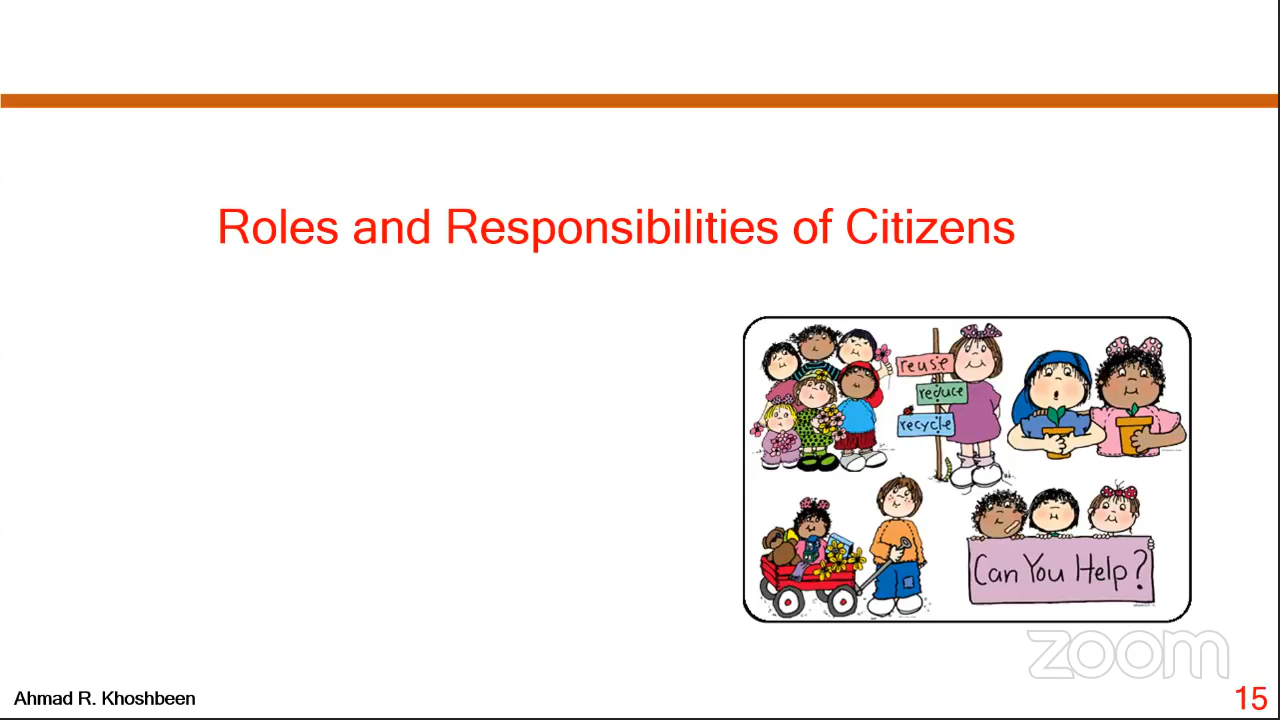 Roles and Responsibilities of Citizens
reuse
reduce
recycle
Can You Help?
zoom
Ahmad R. Khoshbeen
15